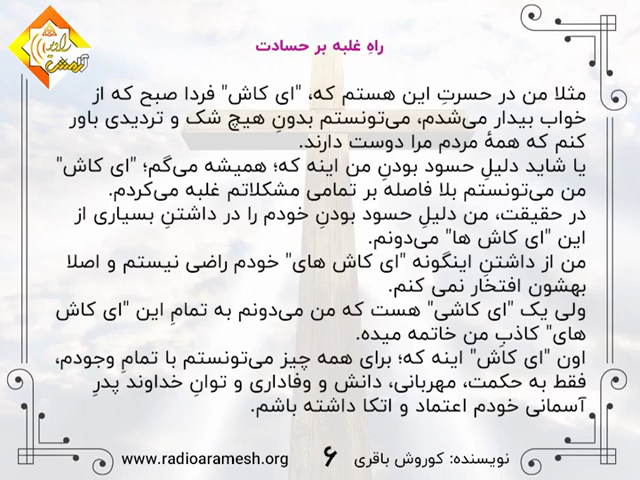 راهِ غلبه بر حسادت
مثلا من در حسرتِ این هستم که، "ای کاش" فردا صبح که از
خواب بیدار می‌شدم، می‌تونستم بدونِ هیچ شک و تردیدی باور
کنم که همهٔ مردم مرا دوست دارند.
یا شاید دلیلِ حسود بودنِ من اینه که؛ همیشه می‌گم؛ "ای کاش"
من می‌تونستم بلا فاصله بر تمامی مشکلاتم غلبه می‌کردم.
در حقیقت، من دلیلِ حسود بودنِ خودم را در داشتنِ بسیاری از
این "ای کاش ها" می‌دونم.
من از داشتنِ اینگونه "ای کاش های" خودم راضی نیستم و اصلا
بهشون افتخار نمی کنم.
ولی یک "ای کاشی" هست که من می‌دونم به تمامِ این "ای کاش
های" کاذبِ من خاتمه میده.
اون "ای کاش" اینه که؛ برای همه چیز می‌تونستم با تمامِ وجودم،
فقط به حکمت، مهربانی، دانش و وفاداری و توانِ خداوند پدرِ
آسمانی خودم اعتماد و اتکا داشته باشم.
نویسنده: کوروش باقری ۶ www.radioaramesh.org